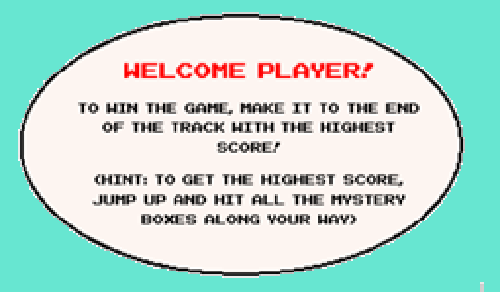 WELCOME PLAYER!
TO WIN THE GAME, MAKE IT TO THE END
OF THE TRACK WITH THE HIGHEST
SCORE!
(HINT: TO GET THE HIGHEST SCORE,
JUMP UP AND HIT ALL THE MYSTERY
BOXES ALONG YOUR WAY)